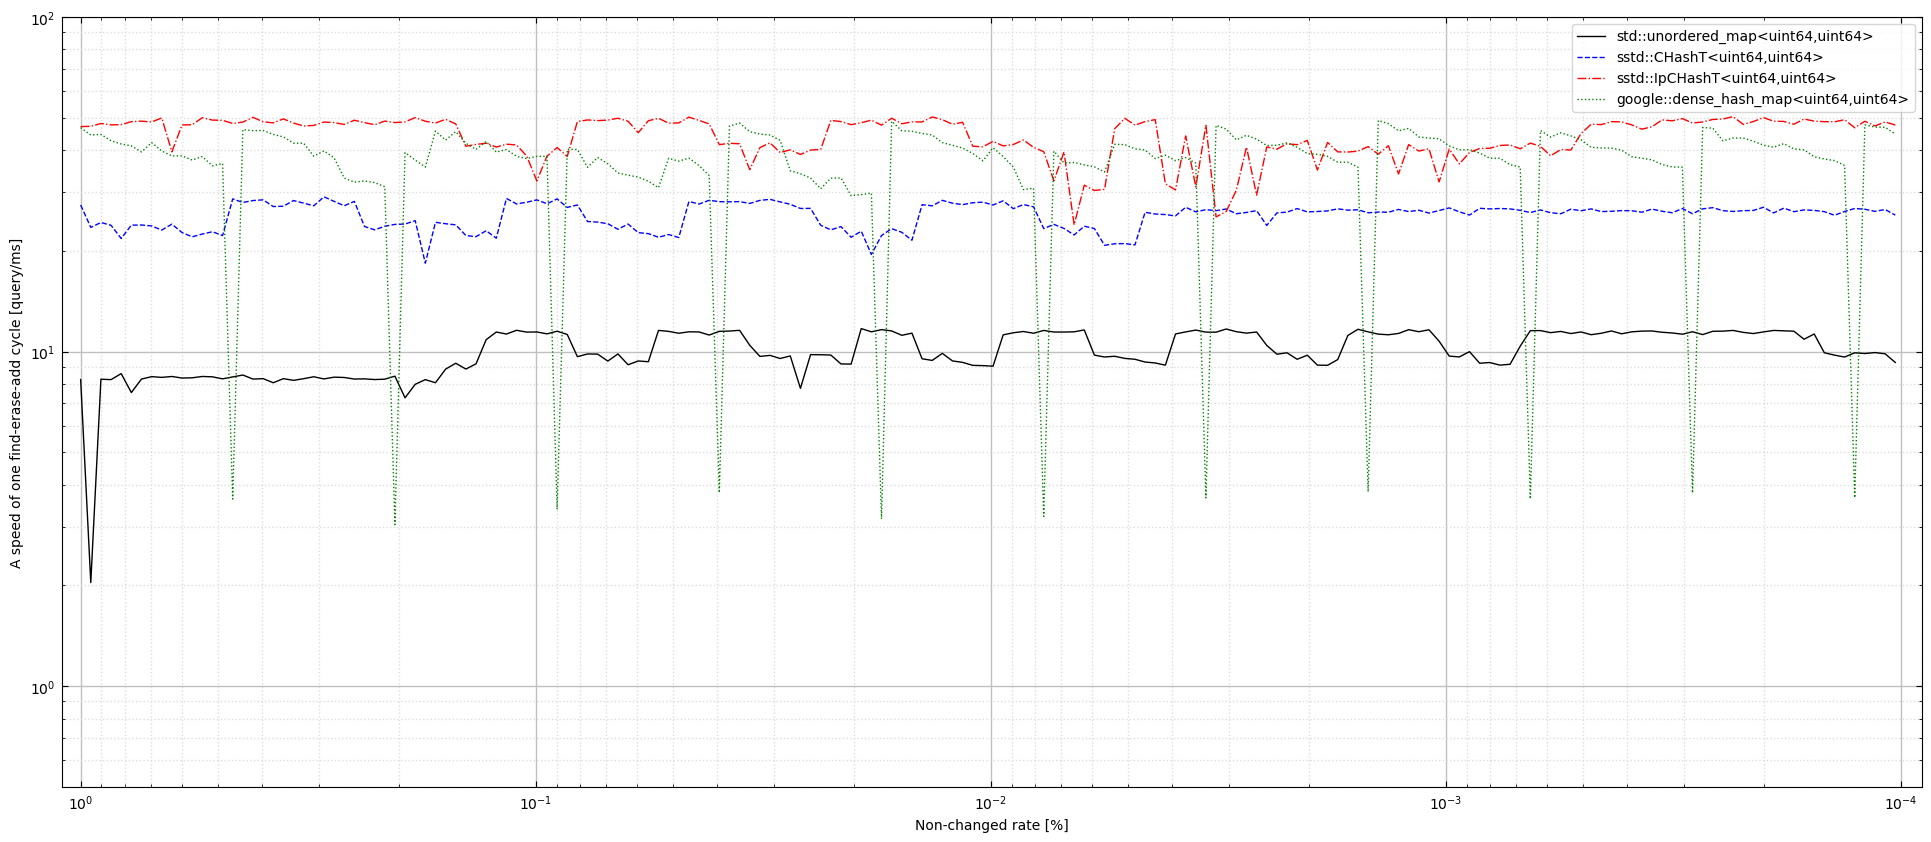 10²
10¹
10⁰
A speed of one find-erase-add cycle [query/ms]
std::unordered_map<uint64,uint64>
sstd::CHashT<uint64,uint64>
sstd::IpCHashT<uint64,uint64>
google::dense_hash_map<uint64,uint64>
10⁰ 10⁻¹ 10⁻² 10⁻³ 10⁻⁴
Non-changed rate [%]